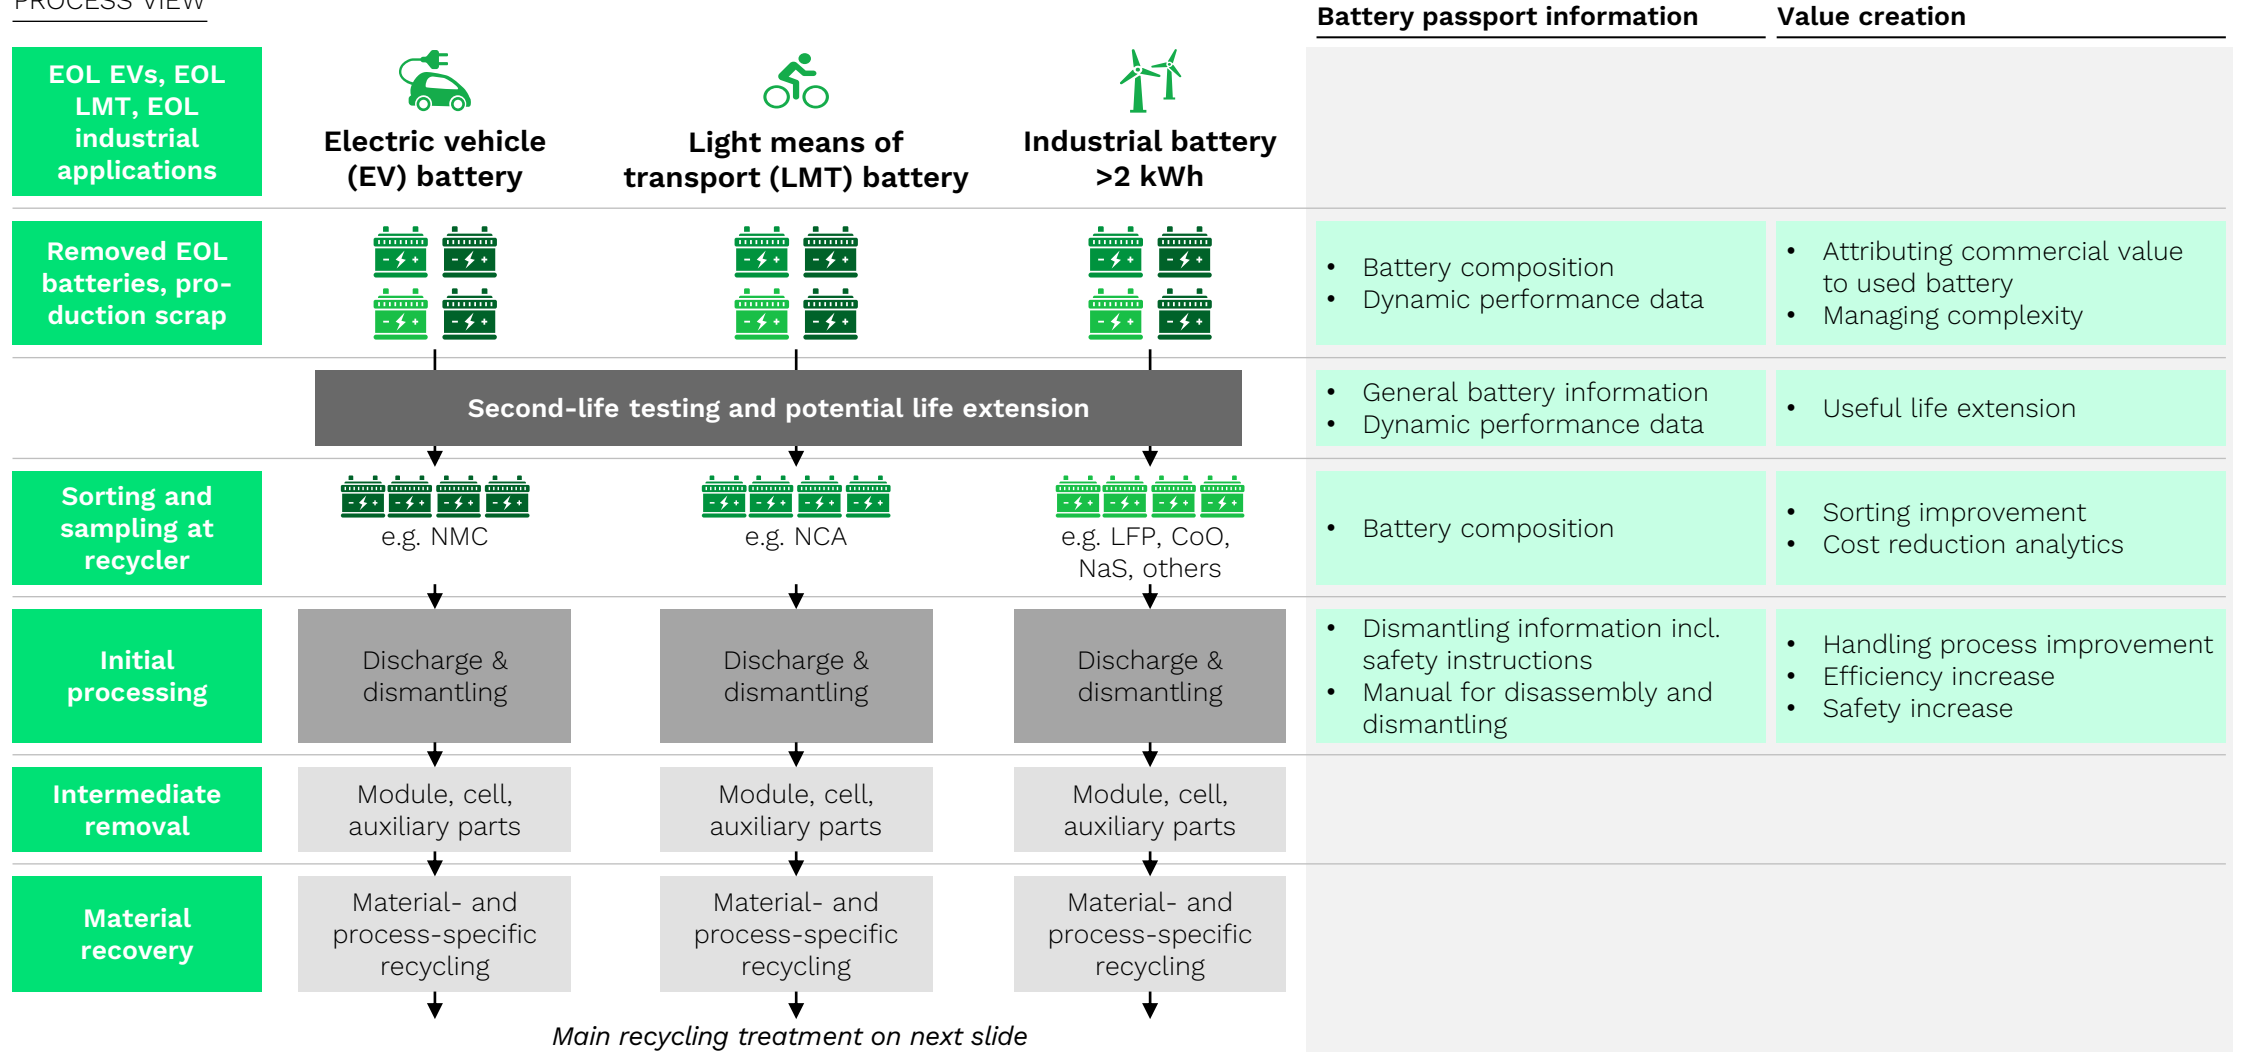 PROCESS VIEW
Battery passport information
Value creation
EOL EVs, EOL
LMT, EOL
industrial
applications
Electric vehicle
(EV) battery
Light means of
transport (LMT) battery
Industrial battery
>2 kWh
Removed EOL
batteries, pro-
duction scrap
• Battery composition
• Dynamic performance data
• Attributing commercial value
to used battery
• Managing complexity
Second-life testing and potential life extension
• General battery information
• Dynamic performance data
• Useful life extension
Sorting and
sampling at
recycler
e.g. NMC
e.g. NCA
e.g. LFP, CoO,
NaS, others
• Battery composition
• Sorting improvement
• Cost reduction analytics
Initial
processing
Discharge &
dismantling
Discharge &
dismantling
Discharge &
dismantling
• Dismantling information incl.
safety instructions
• Manual for disassembly and
dismantling
• Handling process improvement
• Efficiency increase
• Safety increase
Intermediate
removal
Module, cell,
auxiliary parts
Module, cell,
auxiliary parts
Module, cell,
auxiliary parts
Material
recovery
Material- and
process-specific
recycling
Material- and
process-specific
recycling
Material- and
process-specific
recycling
Main recycling treatment on next slide